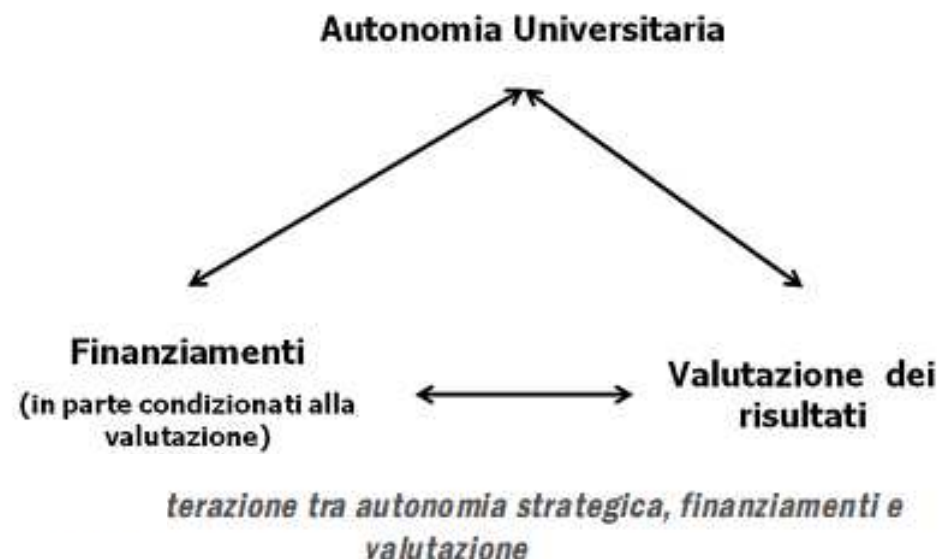 Autonomia Universitaria
Finanziamenti
(in parte condizionati alla
valutazione)
Valutazione dei
risultati
terazione tra autonomia strategica, finanziamenti e
valutazione